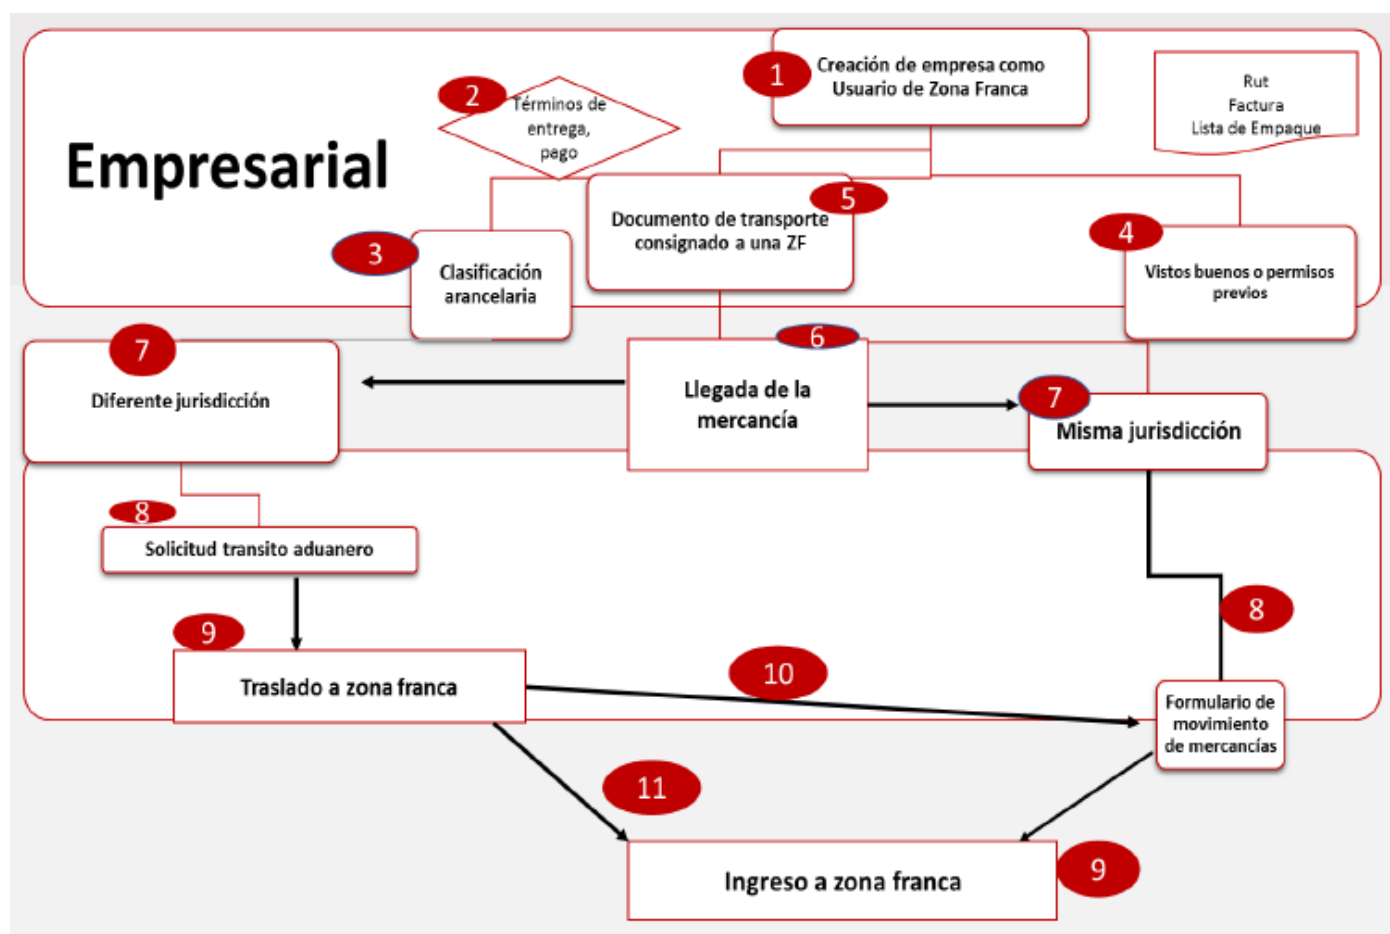 1
Creación de empresa como
Usuario de Zona Franca
Rut
Factura
Lista de Empaque
2
Términos de
entrega,
pago
Empresarial
5
Documento de transporte
consignado a una ZF
3
Clasificación
arancelaria
4
Vistos buenos o permisos
previos
7
Diferente jurisdicción
6
Llegada de la
mercancía
7
Misma jurisdicción
8
Solicitud transito aduanero
8
9
Traslado a zona franca
10
Formulario de
movimiento
de mercancías
11
Ingreso a zona franca
9